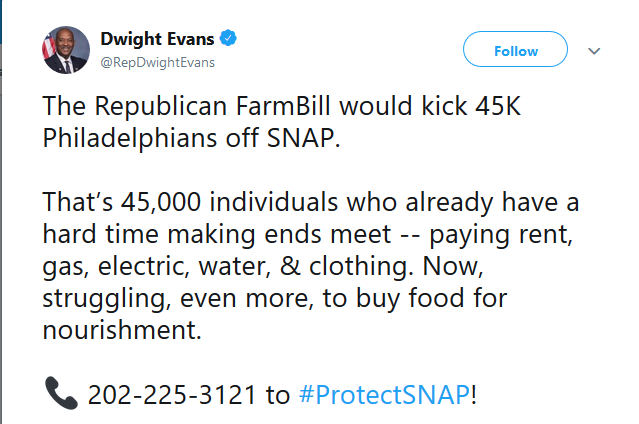 Dwight Evans
@RepDwightEvans
Follow
The Republican FarmBill would kick 45K
Philadelphians off SNAP.
That's 45,000 individuals who already have a
hard time making ends meet -- paying rent,
gas, electric, water, & clothing. Now,
struggling, even more, to buy food for
nourishment.
📞 202-225-3121 to #ProtectSNAP!